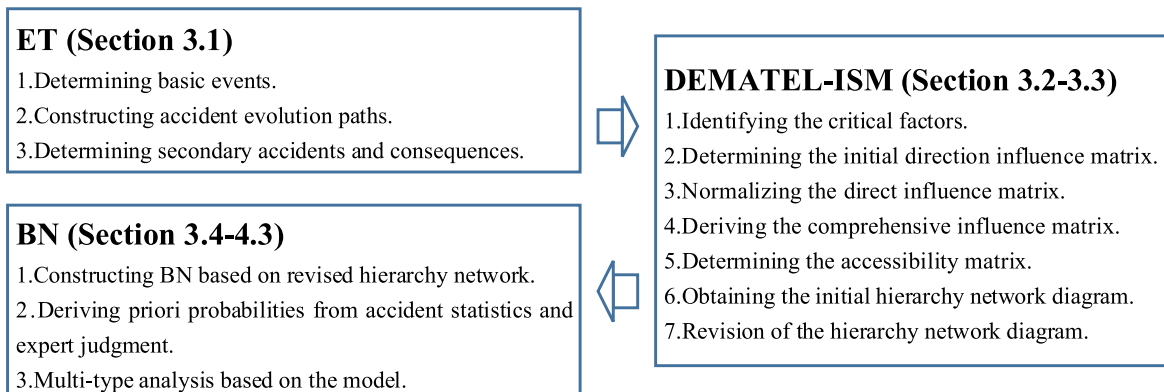 ET (Section 3.1)
1.Determining basic events.
2.Constructing accident evolution paths.
3.Determining secondary accidents and consequences.
DEMATEL-ISM (Section 3.2-3.3)
1.Identifying the critical factors.
2.Determining the initial direction influence matrix.
3.Normalizing the direct influence matrix.
4.Deriving the comprehensive influence matrix.
5.Determining the accessibility matrix.
6.Obtaining the initial hierarchy network diagram.
7.Revision of the hierarchy network diagram.
BN (Section 3.4-4.3)
1.Constructing BN based on revised hierarchy network.
2.Deriving priori probabilities from accident statistics and
expert judgment.
3.Multi-type analysis based on the model.